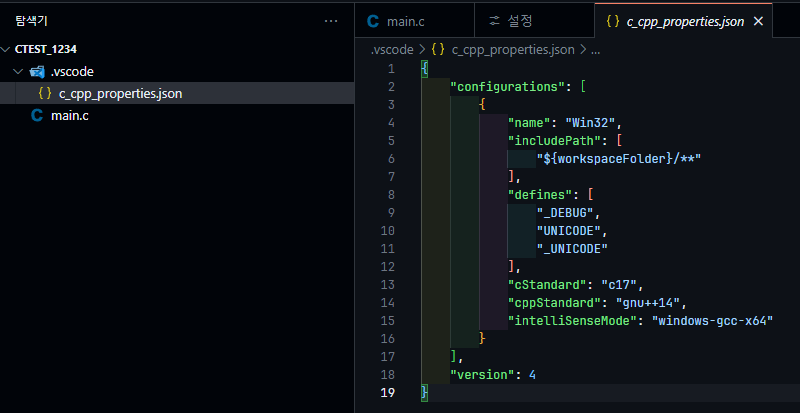 탐색기 ...
CTEST_1234
.vscode
{} c_cpp_properties.json
C main.c
C main.c
설정
{} c_cpp_properties.json ×
.vscode > {} c_cpp_properties.json > ...
1 {
2 "configurations": [
3 {
4 "name": "Win32",
5 "includePath": [
6 "${workspaceFolder}/**"
7 ],
8 "defines": [
9 "_DEBUG",
10 "UNICODE",
11 "_UNICODE"
12 ],
13 "cStandard": "c17",
14 "cppStandard": "gnu++14",
15 "intelliSenseMode": "windows-gcc-x64"
16 }
17 ],
18 "version": 4
19 }